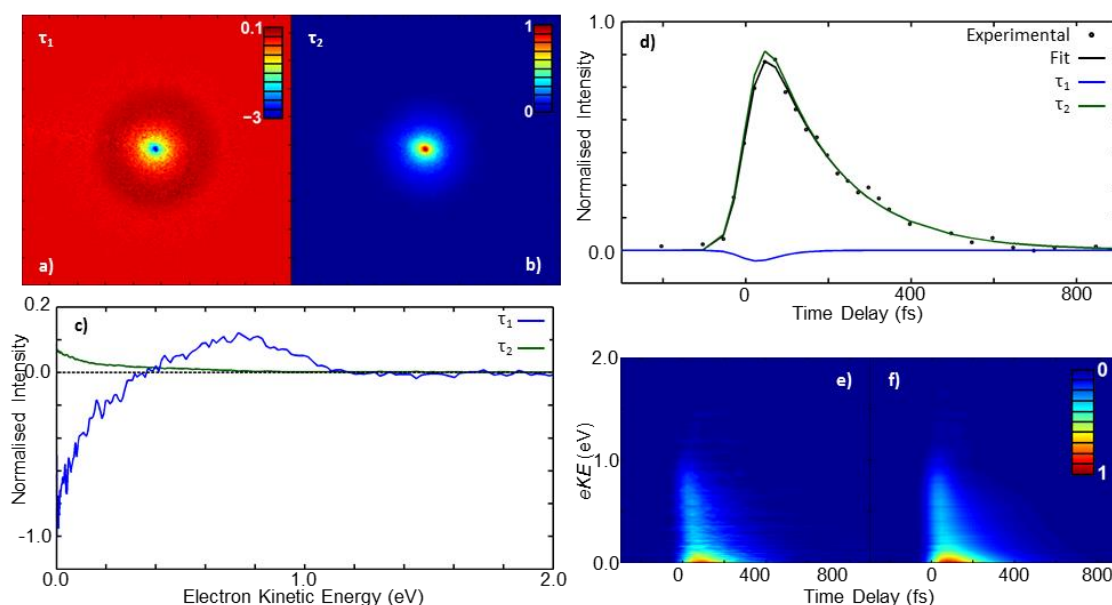 τ₁
0.1
−3
a)
τ₂
1
0
b)
d)
Experimental
Fit
τ₁
τ₂
1.0
0.0
Normalised Intensity
0 400 800
Time Delay (fs)
c)
τ₁
τ₂
0.2
0.0
-1.0
Normalised Intensity
0.0 1.0 2.0
Electron Kinetic Energy (eV)
e)
f)
0
1
2.0
1.0
0.0
eKE (eV)
0 400 800 0 400 800
Time Delay (fs)